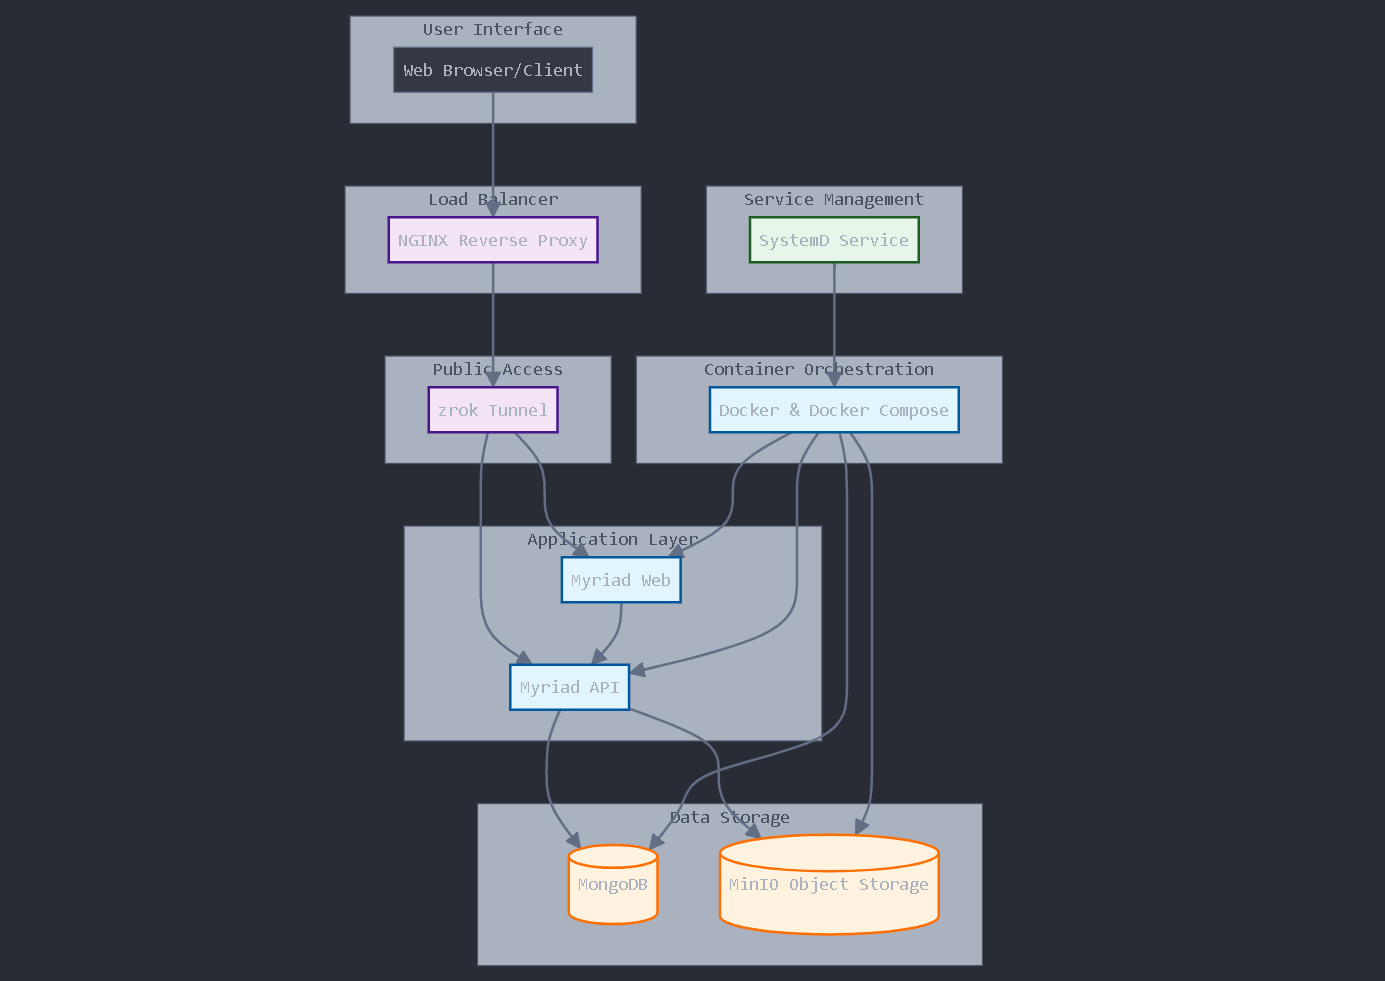 User Interface
Web Browser/Client
Load Balancer
NGINX Reverse Proxy
Service Management
SystemD Service
Public Access
zrok Tunnel
Container Orchestration
Docker & Docker Compose
Application Layer
Myriad Web
Myriad API
Data Storage
MongoDB
MinIO Object Storage